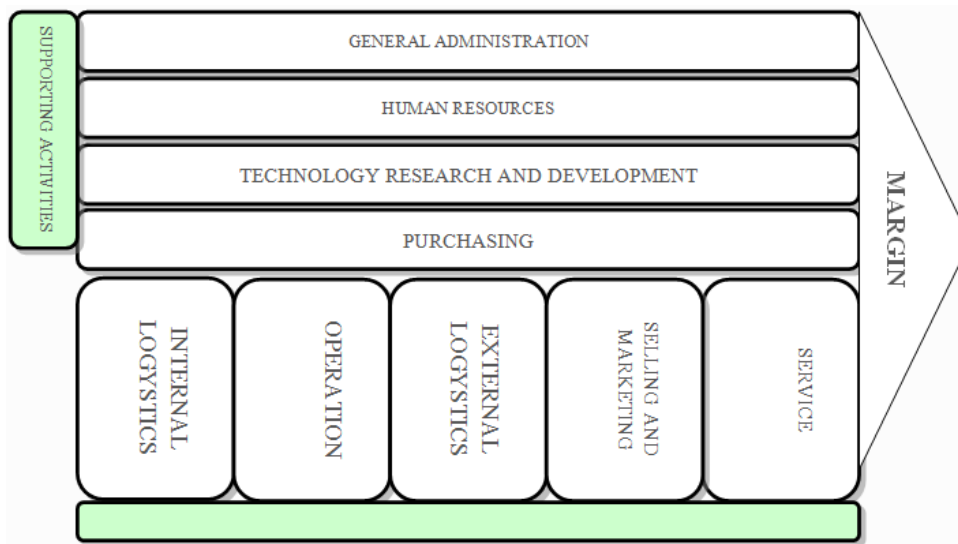 SUPPORTING ACTIVITIES
GENERAL ADMINISTRATION
HUMAN RESOURCES
TECHNOLOGY RESEARCH AND DEVELOPMENT
PURCHASING
MARGIN
INTERNAL
LOGYSTICS
OPERATION
EXTERNAL
LOGYSTICS
SELLING AND
MARKETING
SERVICE